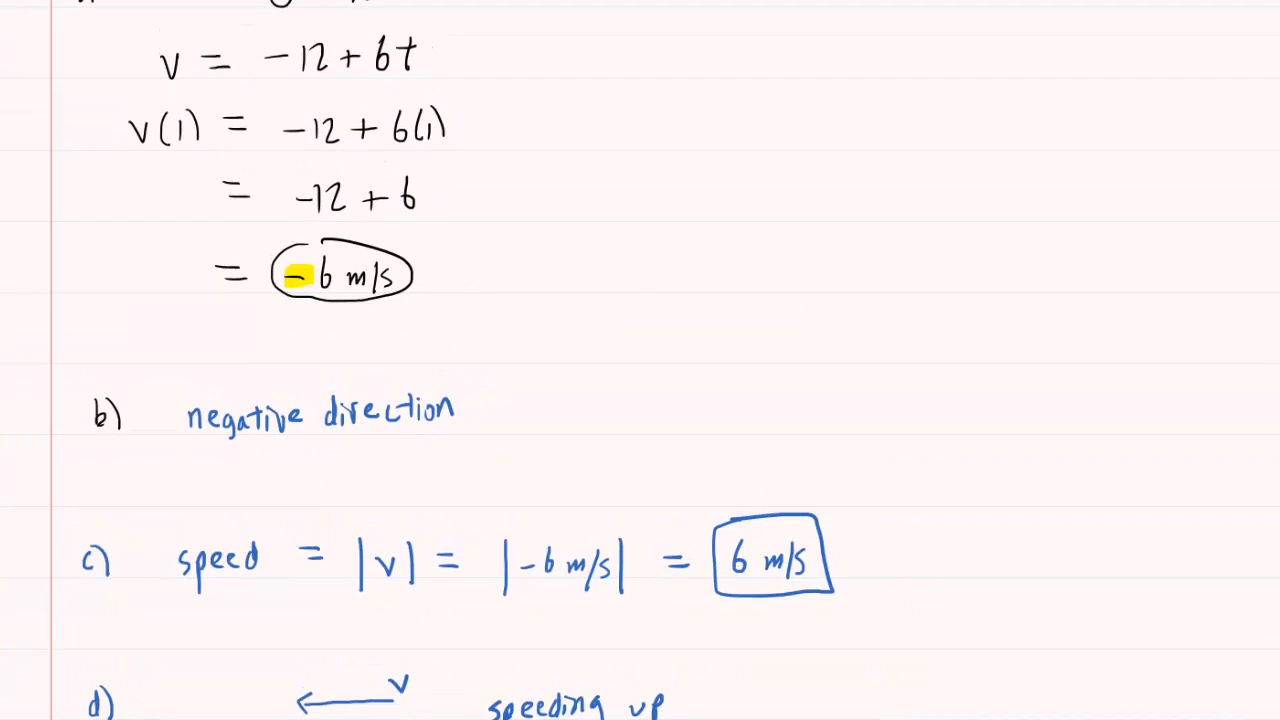 v = -12 + 6t
v(1) = -12 + 6(1)
= -12 + 6
= -6 m/s
b) negative direction
c) speed = |v| = |-6 m/s| = 6 m/s
d) v speeding up